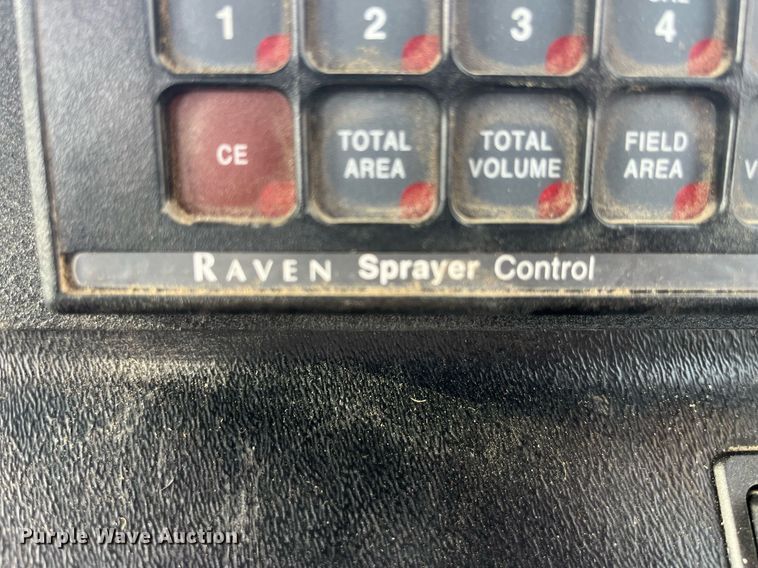 1 2 3 4
CE TOTAL AREA TOTAL VOLUME FIELD AREA
RAVEN Sprayer Control
Purple Wave Auction